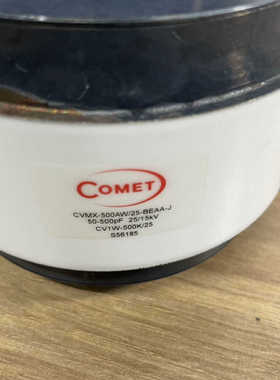 COMET
CVMX-500AW/25-BEAA-J
50-500pF 25/15kV
CV1W-500K/25
S56185